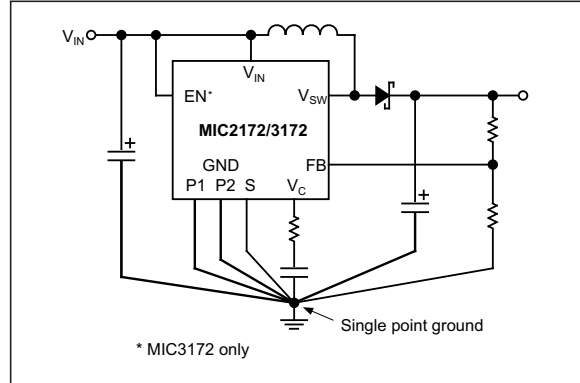 VIN
VIN
EN*
VSW
MIC2172/3172
GND
FB
P1 P2 S VC
+
+
Single point ground
* MIC3172 only